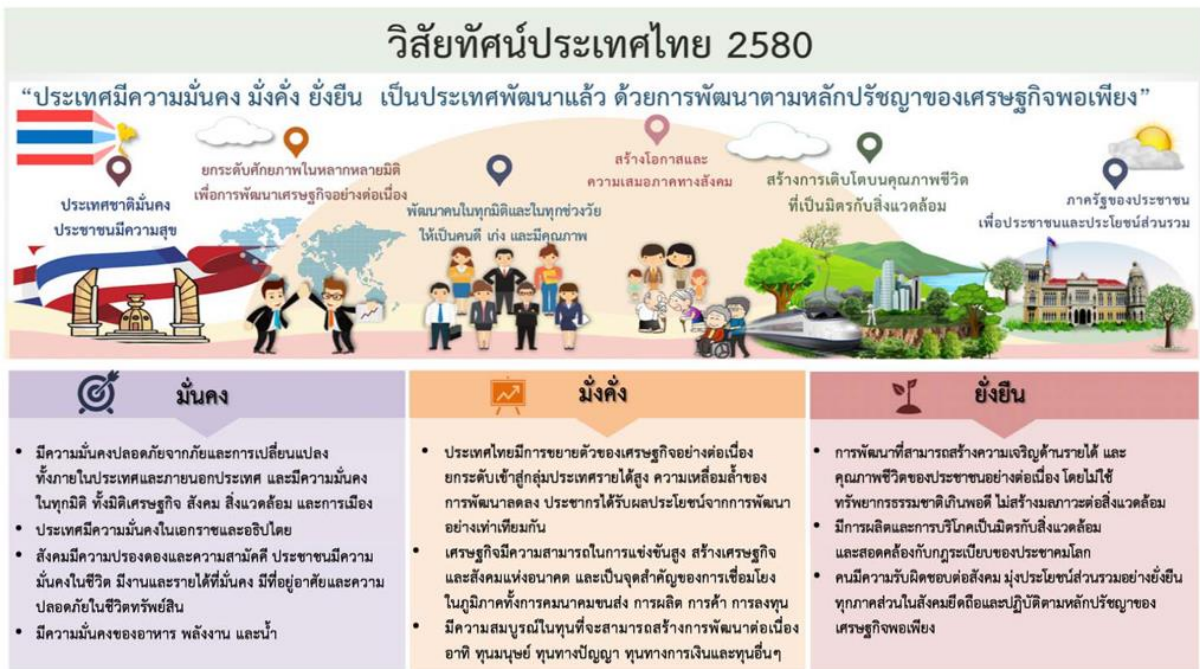 วิสัยทัศน์ประเทศไทย 2580
“ประเทศมีความมั่นคง มั่งคั่ง ยั่งยืน เป็นประเทศพัฒนาแล้ว ด้วยการพัฒนาตามหลักปรัชญาของเศรษฐกิจพอเพียง”
ประเทศชาติมั่นคง
ประชาชนมีความสุข
ยกระดับศักยภาพในหลากหลายมิติ
เพื่อการพัฒนาเศรษฐกิจอย่างต่อเนื่อง
พัฒนาคนในทุกมิติและในทุกช่วงวัย
ให้เป็นคนดี เก่ง และมีคุณภาพ
สร้างโอกาสและ
ความเสมอภาคทางสังคม
สร้างการเติบโตบนคุณภาพชีวิต
ที่เป็นมิตรกับสิ่งแวดล้อม
ภาครัฐของประชาชน
เพื่อประชาชนและประโยชน์ส่วนรวม
มั่นคง
• มีความมั่นคงปลอดภัยจากภัยและการเปลี่ยนแปลง
ทั้งภายในประเทศและภายนอกประเทศ และมีความมั่นคง
ในทุกมิติ ทั้งมิติเศรษฐกิจ สังคม สิ่งแวดล้อม และการเมือง
• ประเทศมีความมั่นคงในเอกราชและอธิปไตย
• สังคมมีความปรองดองและความสามัคคี ประชาชนมีความ
มั่นคงในชีวิต มีงานและรายได้ที่มั่นคง มีที่อยู่อาศัยและความ
ปลอดภัยในชีวิตทรัพย์สิน
• มีความมั่นคงของอาหาร พลังงาน และน้ำ
มั่งคั่ง
• ประเทศไทยมีการขยายตัวของเศรษฐกิจอย่างต่อเนื่อง
ยกระดับเข้าสู่กลุ่มประเทศรายได้สูง ความเหลื่อมล้ำของ
การพัฒนาลดลง ประชากรได้รับผลประโยชน์จากการพัฒนา
อย่างเท่าเทียมกัน
• เศรษฐกิจมีความสามารถในการแข่งขันสูง สร้างเศรษฐกิจ
และสังคมแห่งอนาคต และเป็นจุดสำคัญของการเชื่อมโยง
ในภูมิภาคทั้งการคมนาคมขนส่ง การผลิต การค้า การลงทุน
• มีความสมบูรณ์ในทุนที่จะสามารถสร้างการพัฒนาต่อเนื่อง
อาทิ ทุนมนุษย์ ทุนทางปัญญา ทุนทางการเงินและทุนอื่นๆ
ยั่งยืน
• การพัฒนาที่สามารถสร้างความเจริญด้านรายได้ และ
คุณภาพชีวิตของประชาชนอย่างต่อเนื่อง โดยไม่ใช้
ทรัพยากรธรรมชาติเกินพอดี ไม่สร้างมลภาวะต่อสิ่งแวดล้อม
• มีการผลิตและการบริโภคเป็นมิตรกับสิ่งแวดล้อม
และสอดคล้องกับกฎระเบียบของประชาคมโลก
• คนมีความรับผิดชอบต่อสังคม มุ่งประโยชน์ส่วนรวมอย่างยั่งยืน
ทุกภาคส่วนในสังคมยึดถือและปฏิบัติตามหลักปรัชญาของ
เศรษฐกิจพอเพียง